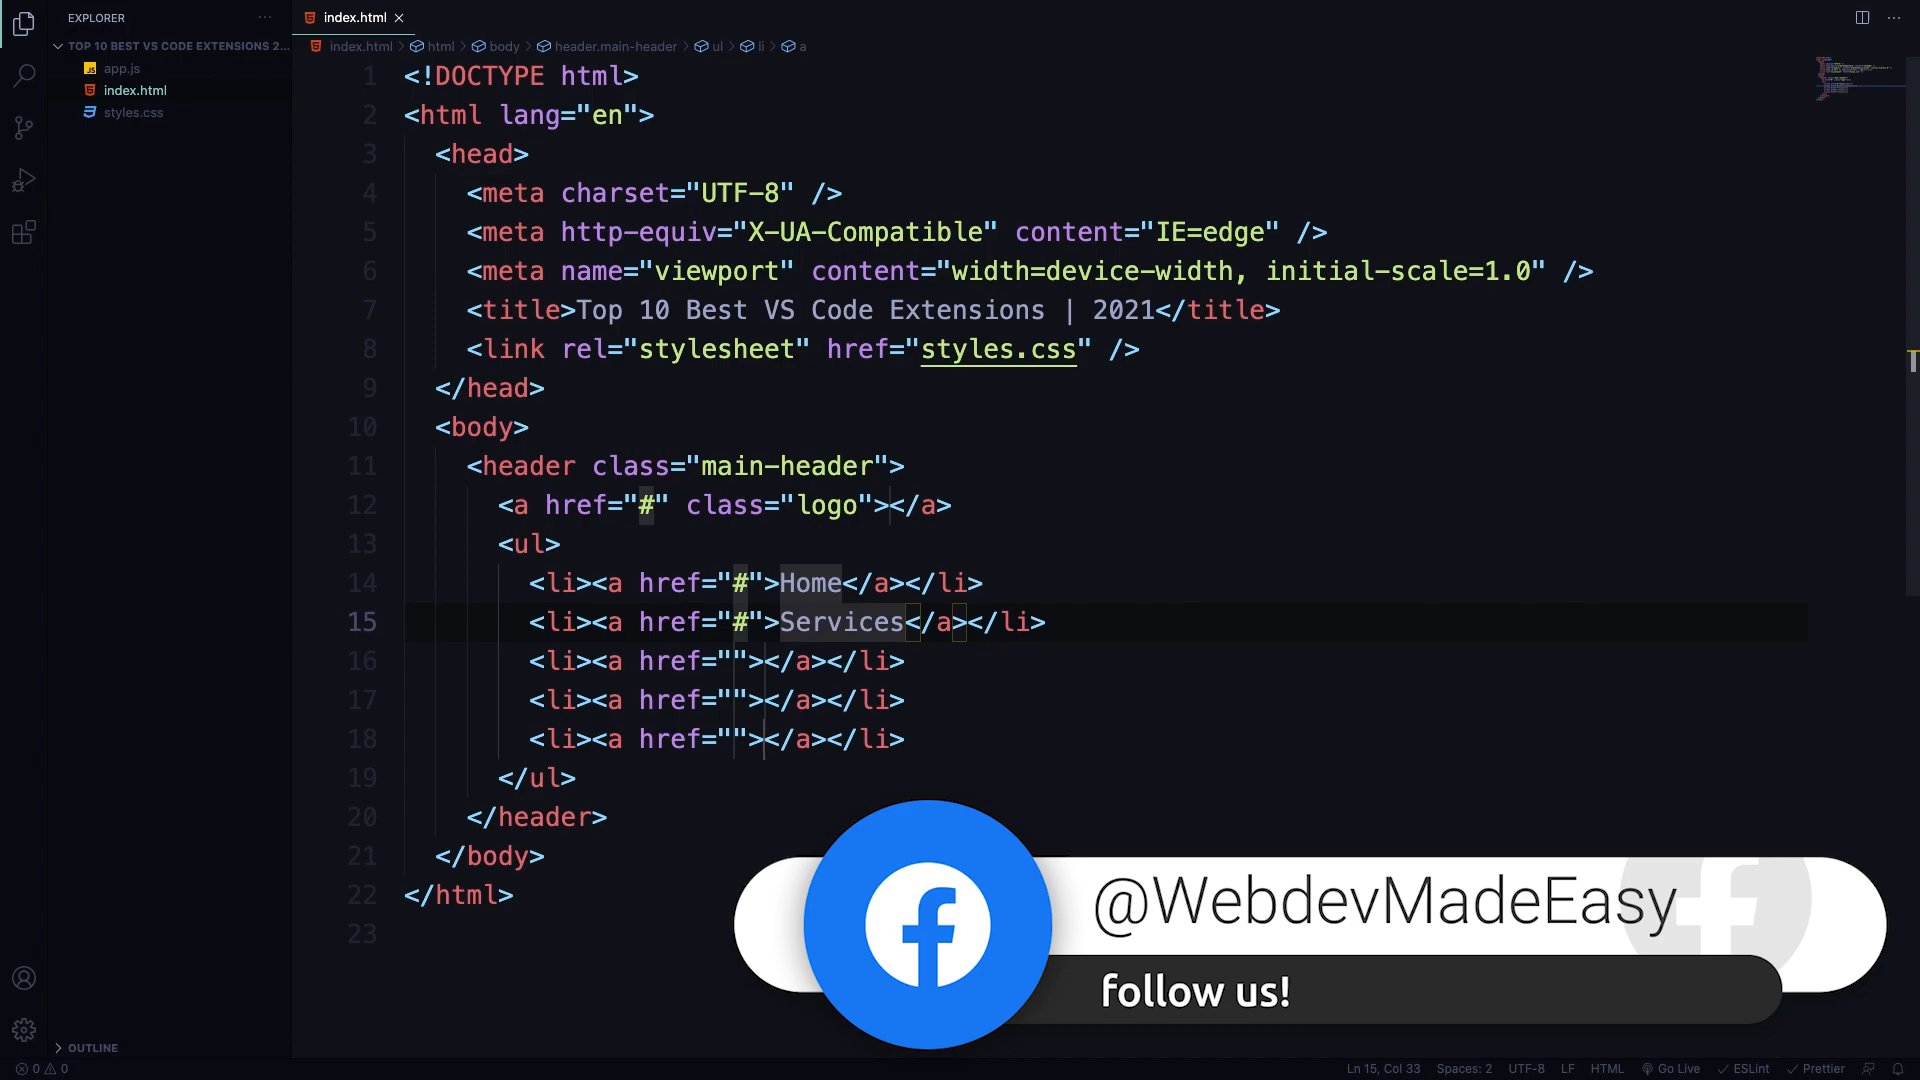 EXPLORER
TOP 10 BEST VS CODE EXTENSIONS 2...
app.js
index.html
styles.css
OUTLINE
index.html
index.html > html > body > header.main-header > ul > li > a
1 <!DOCTYPE html>
2 <html lang="en">
3 <head>
4 <meta charset="UTF-8" />
5 <meta http-equiv="X-UA-Compatible" content="IE=edge" />
6 <meta name="viewport" content="width=device-width, initial-scale=1.0" />
7 <title>Top 10 Best VS Code Extensions | 2021</title>
8 <link rel="stylesheet" href="styles.css" />
9 </head>
10 <body>
11 <header class="main-header">
12 <a href="#" class="logo"></a>
13 <ul>
14 <li><a href="#">Home</a></li>
15 <li><a href="#">Services</a></li>
16 <li><a href=""></a></li>
17 <li><a href=""></a></li>
18 <li><a href=""></a></li>
19 </ul>
20 </header>
21 </body>
22 </html>
23
@WebdevMadeEasy
follow us!
0 0 Ln 15, Col 33 Spaces: 2 UTF-8 LF HTML Go Live ESLint Prettier